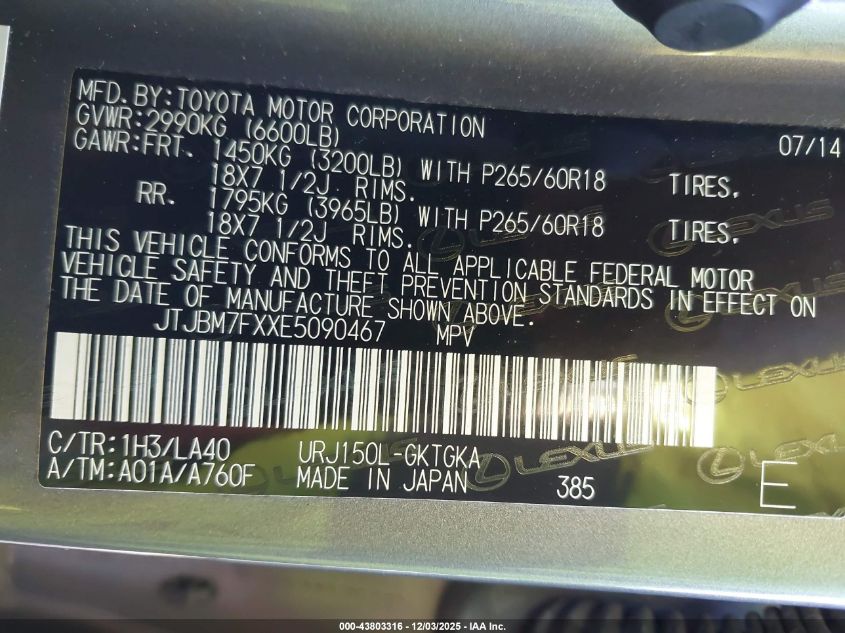 MFD.BY:TOYOTA MOTOR CORPORATION 07/14
GVWR:2990KG (6600LB)
GAWR:FRT. 1450KG (3200LB) WITH P265/60R18 TIRES.
18X7 1/2J RIMS.
RR. 1795KG (3965LB) WITH P265/60R18 TIRES.
18X7 1/2J RIMS.
THIS VEHICLE CONFORMS TO ALL APPLICABLE FEDERAL MOTOR
VEHICLE SAFETY AND THEFT PREVENTION STANDARDS IN EFFECT ON
THE DATE OF MANUFACTURE SHOWN ABOVE.
JTJBM7FXXE5090467 MPV
C/TR:1H3/LA40 URJ150L-GKTGKA
A/TM:A01A/A760F MADE IN JAPAN 385 E
LEXUS
LEXUS
LEXUS
LEXUS
000-43803316 - 12/03/2025 - IAA Inc.